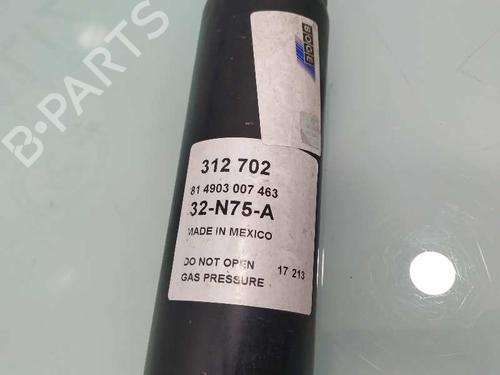 BOGE
312 702
81 4903 007 463
32-N75-A
MADE IN MEXICO
DO NOT OPEN 17 213
GAS PRESSURE
B-PARTS